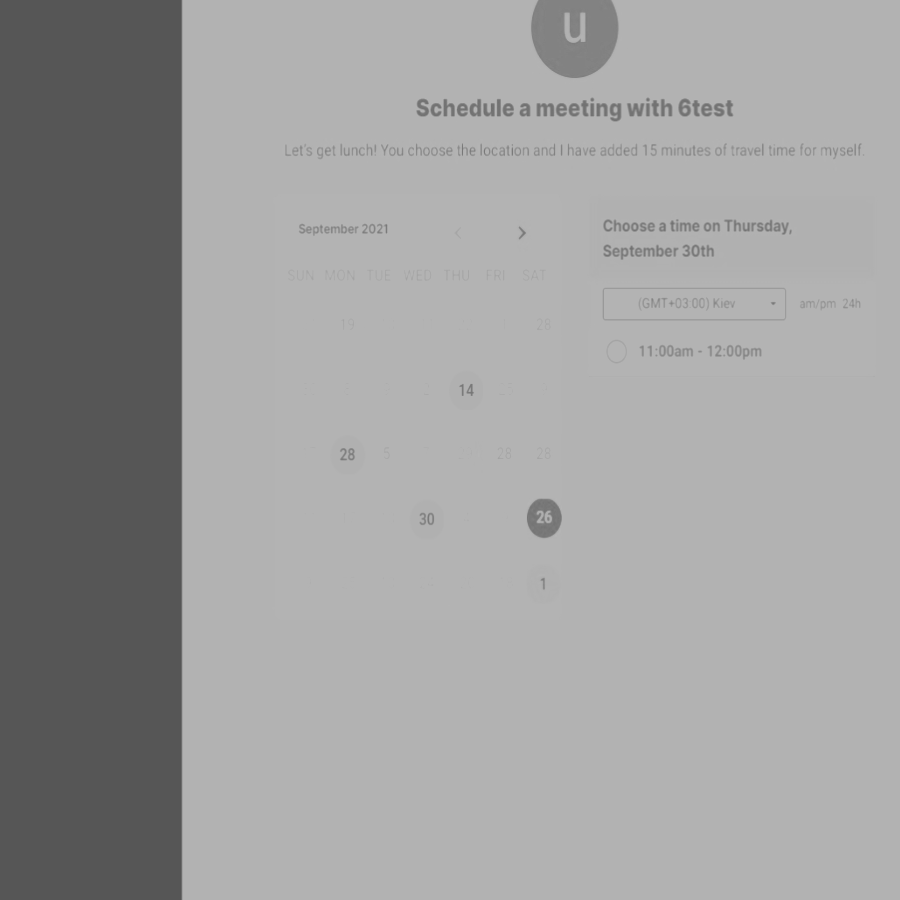 u
Schedule a meeting with 6test
Let's get lunch! You choose the location and I have added 15 minutes of travel time for myself.
September 2021
SUN MON TUE WED THU FRI SAT
19 28
14
28 5 28 28
30 26
1
Choose a time on Thursday,
September 30th
(GMT+03:00) Kiev am/pm 24h
11:00am - 12:00pm